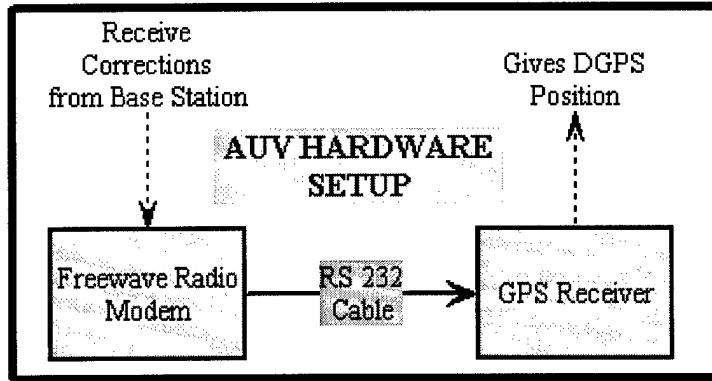 Receive
Corrections
from Base Station
Gives DGPS
Position
AUV HARDWARE
SETUP
Freewave Radio
Modem
RS 232
Cable
GPS Receiver